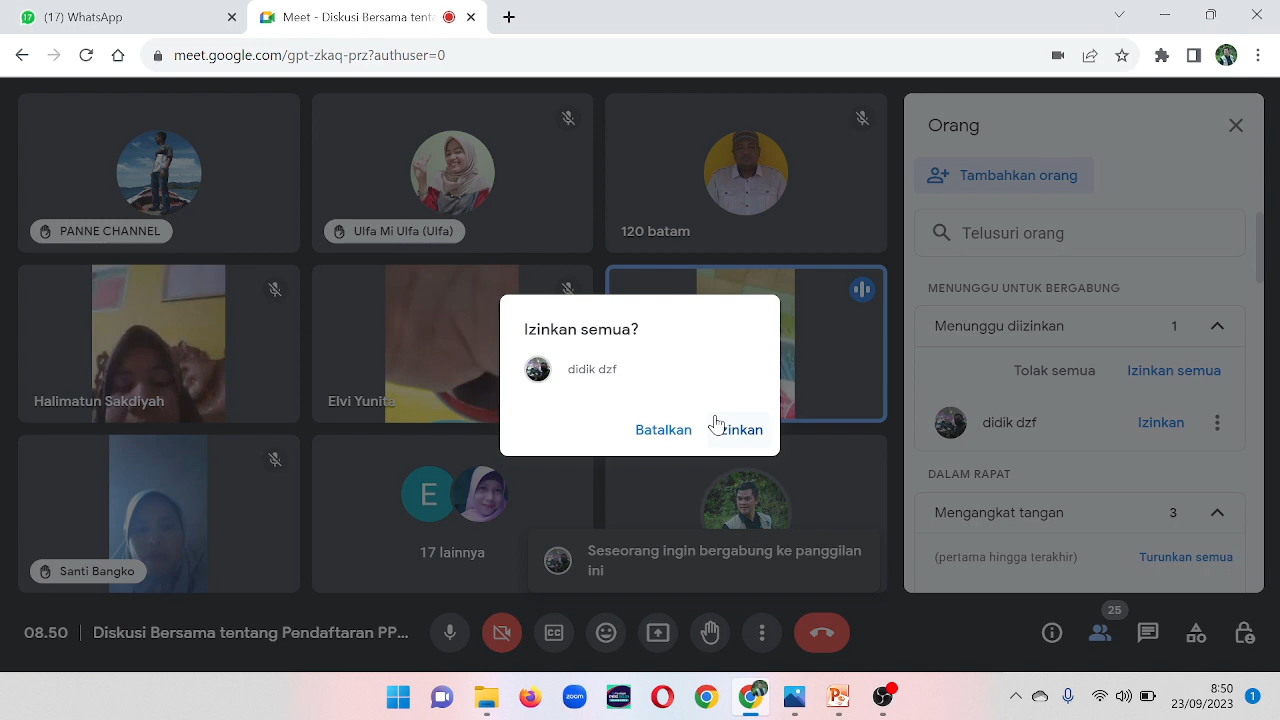 (17) WhatsApp
Meet - Diskusi Bersama tenta
meet.google.com/gpt-zkaq-prz?authuser=0
PANNE CHANNEL
Ulfa Mi Ulfa (Ulfa)
120 batam
Halimatun Sakdiyah
Elvi Yunita
Santi Bangko
E
17 lainnya
Izinkan semua?
didik dzf
Batalkan
Izinkan
Seseorang ingin bergabung ke panggilan
ini
Orang
Tambahkan orang
Telusuri orang
MENUNGGU UNTUK BERGABUNG
Menunggu diizinkan 1
Tolak semua Izinkan semua
didik dzf Izinkan
DALAM RAPAT
Mengangkat tangan 3
(pertama hingga terakhir) Turunkan semua
08.50 | Diskusi Bersama tentang Pendaftaran PP...
25
zoom
8:50
23/09/2023
1